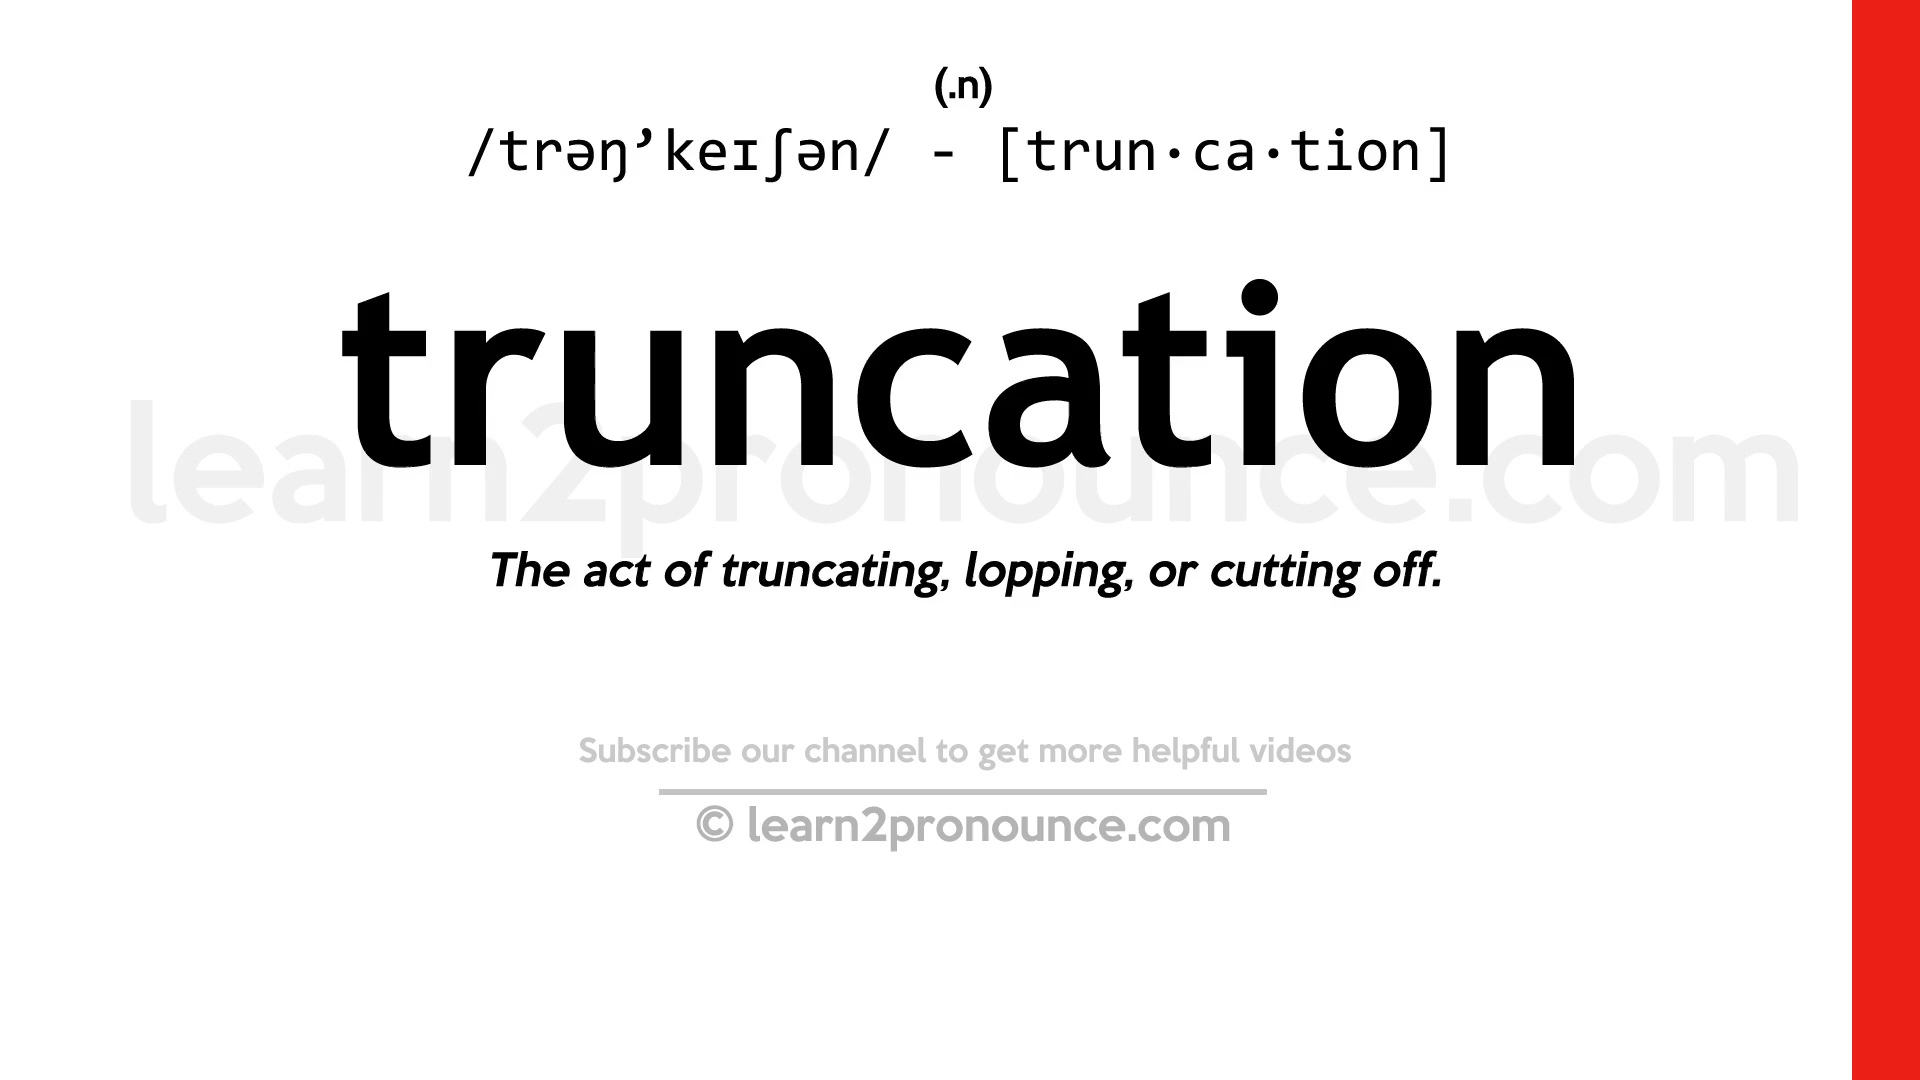 (.n)
/trəŋ’keɪʃən/ - [trun·ca·tion]
truncation
learn2pronounce.com
The act of truncating, lopping, or cutting off.
Subscribe our channel to get more helpful videos
© learn2pronounce.com